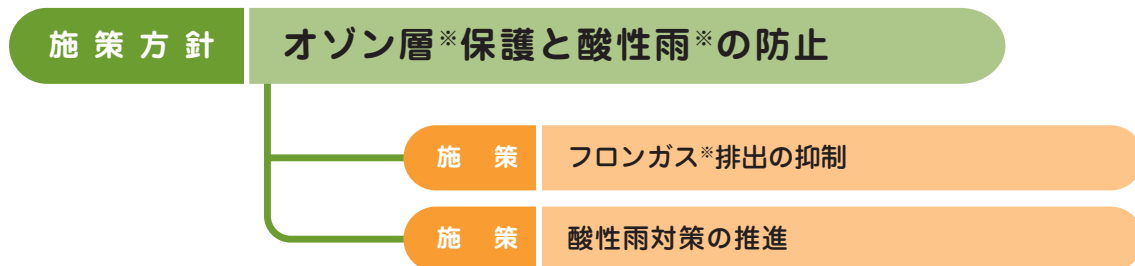 施策方針 オゾン層※保護と酸性雨※の防止
施策 フロンガス※排出の抑制
施策 酸性雨対策の推進